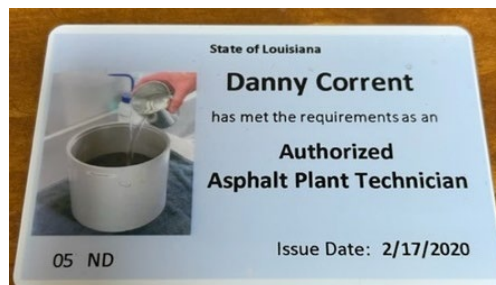 State of Louisiana
Danny Corrent
has met the requirements as an
Authorized
Asphalt Plant Technician
Issue Date: 2/17/2020
05 ND